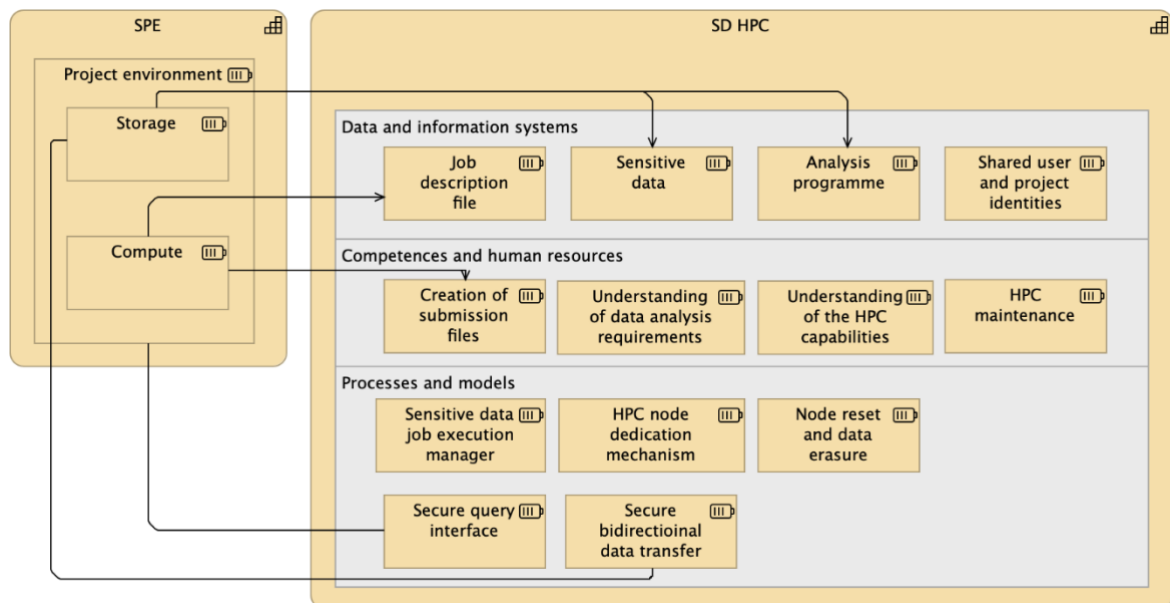 SPE
SD HPC
Project environment
Storage
Compute
Data and information systems
Job
description
file
Sensitive
data
Analysis
programme
Shared user
and project
identities
Competences and human resources
Creation of
submission
files
Understanding
of data analysis
requirements
Understanding
of the HPC
capabilities
HPC
maintenance
Processes and models
Sensitive data
job execution
manager
HPC node
dedication
mechanism
Node reset
and data
erasure
Secure query
interface
Secure
bidirectioinal
data transfer